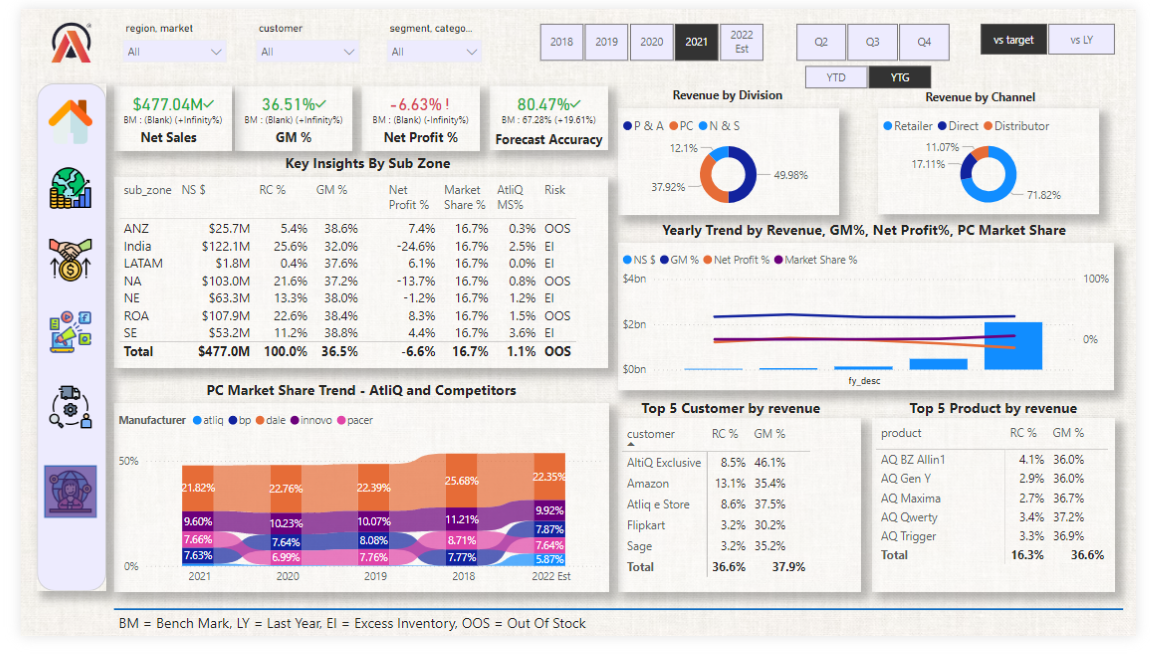 region, market customer segment, catego...
All All All
2018 2019 2020 2021 2022 Est
Q2 Q3 Q4
YTD YTG
vs target vs LY
$477.04M✓ 36.51%✓ -6.63% ! 80.47%✓
BM : (Blank) (+Infinity%) BM : (Blank) (+Infinity%) BM : (Blank) (-Infinity%) BM : 67.28% (+19.61%)
Net Sales GM % Net Profit % Forecast Accuracy
Key Insights By Sub Zone
sub_zone NS $ RC % GM % Net Profit % Market Share % AtliQ MS% Risk
ANZ $25.7M 5.4% 38.6% 7.4% 16.7% 0.3% OOS
India $122.1M 25.6% 32.0% -24.6% 16.7% 2.5% EI
LATAM $1.8M 0.4% 37.6% 6.1% 16.7% 0.0% EI
NA $103.0M 21.6% 37.2% -13.7% 16.7% 0.8% OOS
NE $63.3M 13.3% 38.0% -1.2% 16.7% 1.2% EI
ROA $107.9M 22.6% 38.4% 8.3% 16.7% 1.5% OOS
SE $53.2M 11.2% 38.8% 4.4% 16.7% 3.6% EI
Total $477.0M 100.0% 36.5% -6.6% 16.7% 1.1% OOS
Revenue by Division
P & A PC N & S
12.1%
49.98%
37.92%
Revenue by Channel
Retailer Direct Distributor
11.07%
17.11%
71.82%
Yearly Trend by Revenue, GM%, Net Profit%, PC Market Share
NS $ GM % Net Profit % Market Share %
$4bn 100%
$2bn 0%
$0bn
fy_desc
PC Market Share Trend - AtliQ and Competitors
Manufacturer atliq bp dale innovo pacer
50%
21.82% 22.76% 22.39% 25.68% 22.35%
9.60% 10.23% 10.07% 11.21% 9.92%
7.66% 7.64% 8.08% 8.71% 7.87%
7.63% 6.99% 7.76% 7.77% 7.64%
5.87%
0%
2021 2020 2019 2018 2022 Est
Top 5 Customer by revenue
customer RC % GM %
AltiQ Exclusive 8.5% 46.1%
Amazon 13.1% 35.4%
Atliq e Store 8.6% 37.5%
Flipkart 3.2% 30.2%
Sage 3.2% 35.2%
Total 36.6% 37.9%
Top 5 Product by revenue
product RC % GM %
AQ BZ Allin1 4.1% 36.0%
AQ Gen Y 2.9% 36.0%
AQ Maxima 2.7% 36.7%
AQ Qwerty 3.4% 37.2%
AQ Trigger 3.3% 36.9%
Total 16.3% 36.6%
BM = Bench Mark, LY = Last Year, EI = Excess Inventory, OOS = Out Of Stock